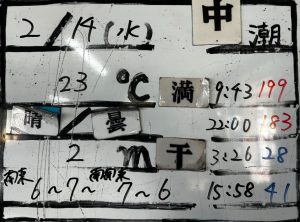 2/14(水) 中潮
23℃ 満 9:43 199
晴/曇 22:00 183
2m 干 3:26 28
南東 6~7~ 南南東 7~6 15:58 41